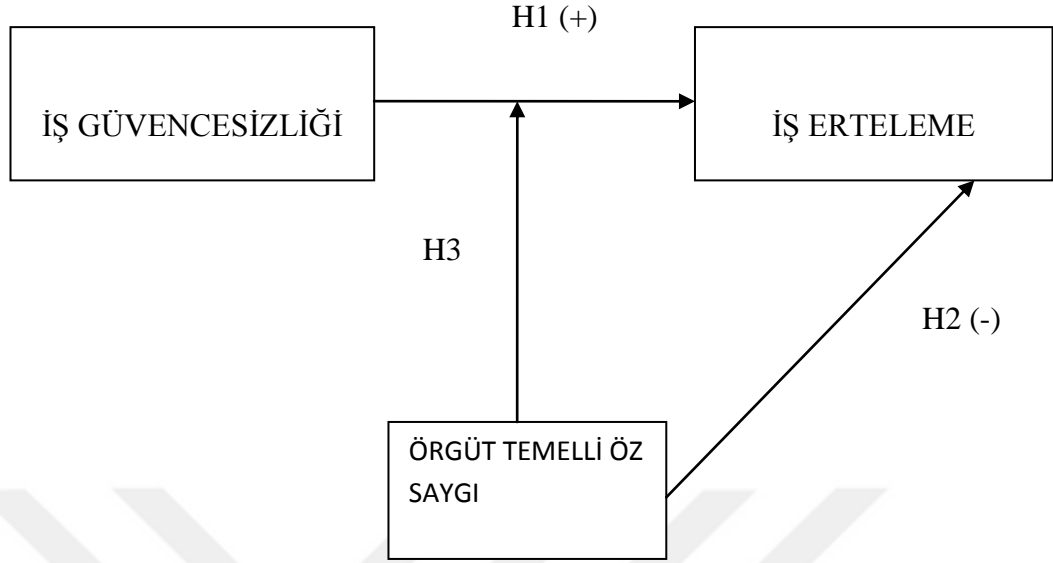 H1 (+)
İŞ GÜVENCESİZLİĞİ
İŞ ERTELEME
H3
H2 (-)
ÖRGÜT TEMELLİ ÖZ
SAYGI